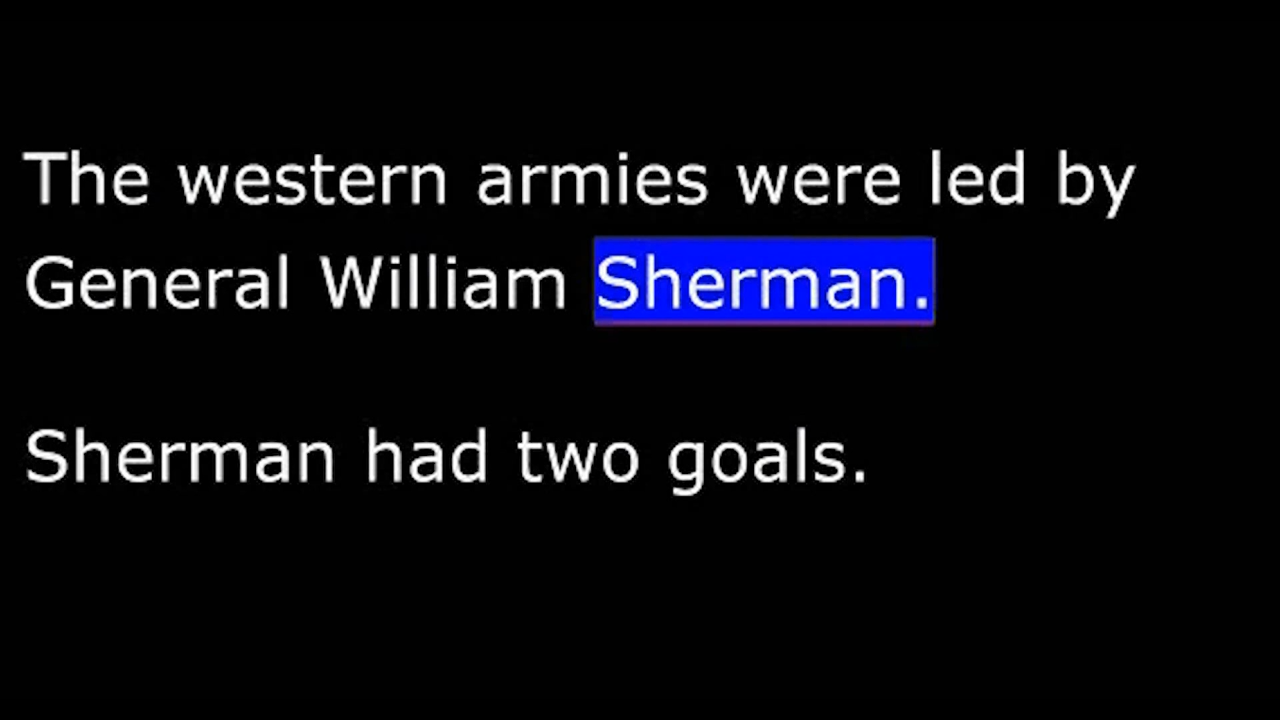 The western armies were led by
General William Sherman.
Sherman had two goals.